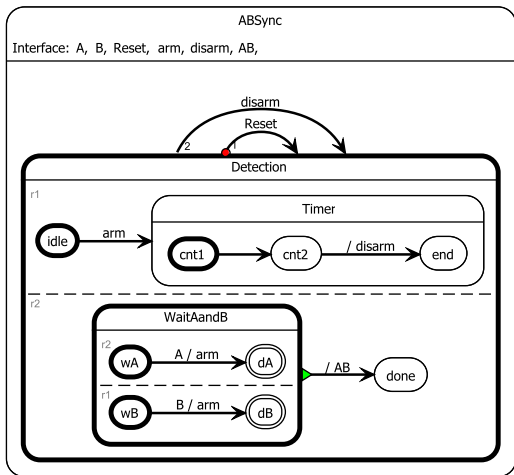 ABSync
Interface: A, B, Reset, arm, disarm, AB,
disarm
Reset
2
1
Detection
r1
Timer
idle
arm
cnt1
cnt2
/ disarm
end
r2
WaitAandB
r2
wA
A / arm
dA
/ AB
done
r1
wB
B / arm
dB